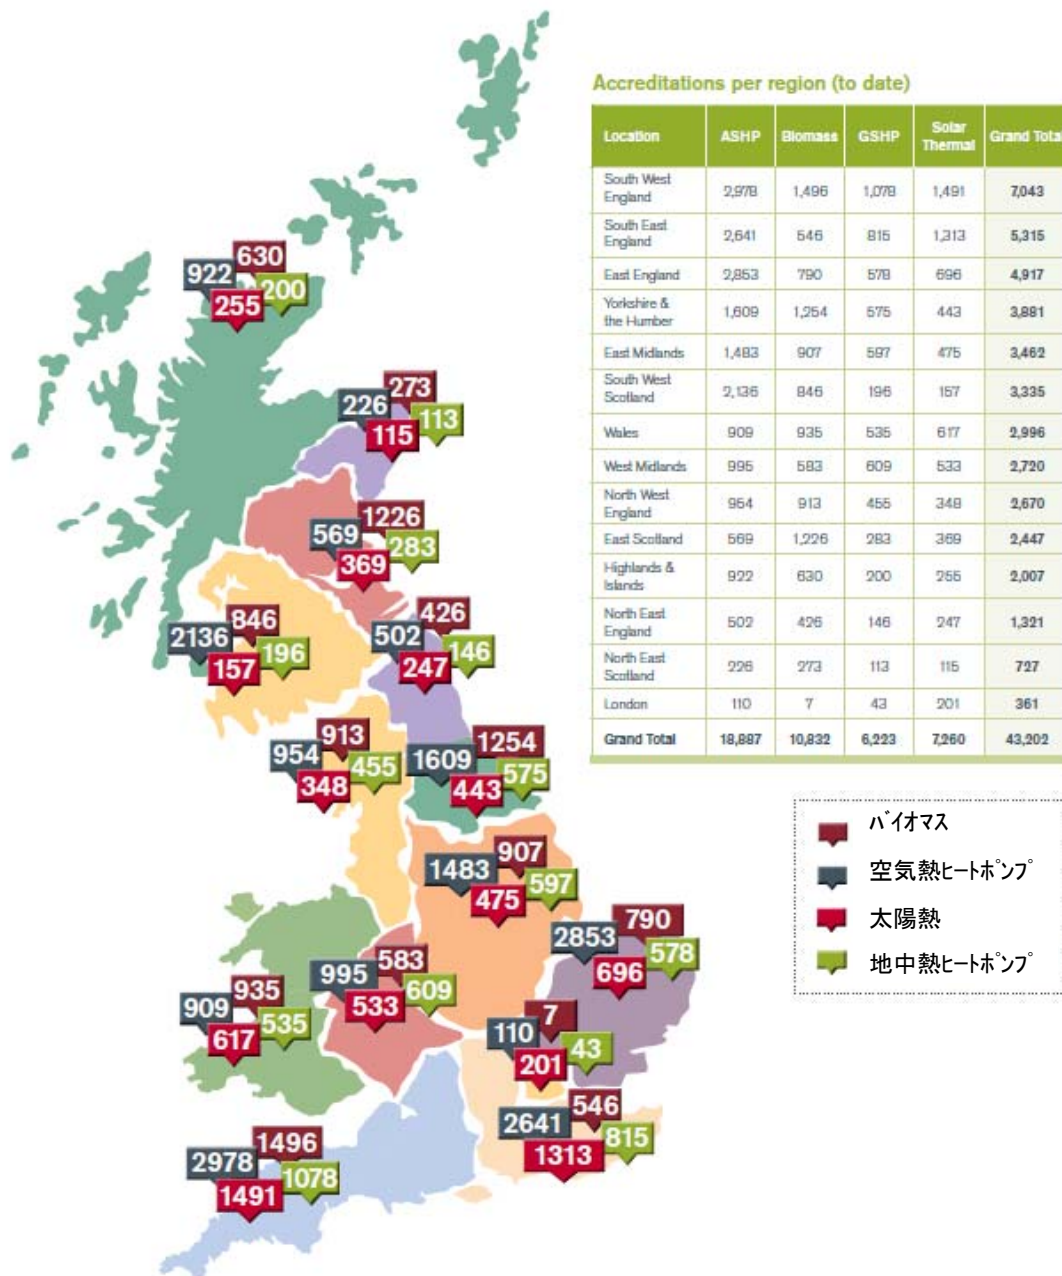 Accreditations per region (to date)
Location ASHP Biomass GSHP Solar Thermal Grand Total
South West England 2,978 1,496 1,078 1,491 7,043
South East England 2,641 546 815 1,313 5,315
East England 2,853 790 578 696 4,917
Yorkshire & the Humber 1,609 1,254 575 443 3,881
East Midlands 1,483 907 597 475 3,462
South West Scotland 2,136 846 196 157 3,335
Wales 909 935 535 617 2,996
West Midlands 995 583 609 533 2,720
North West England 954 913 455 348 2,670
East Scotland 569 1,226 283 369 2,447
Highlands & Islands 922 630 200 255 2,007
North East England 502 426 146 247 1,321
North East Scotland 226 273 113 115 727
London 110 7 43 201 361
Grand Total 18,887 10,832 6,223 7,260 43,202
630
922
200
255
273
226
113
115
1226
569
283
369
846
2136
196
157
426
502
146
247
913
954
455
348
1254
1609
575
443
907
1483
597
475
790
2853
578
696
583
995
609
533
935
909
535
617
7
110
43
201
546
2641
815
1313
1496
2978
1078
1491
バイオマス
空気熱ヒートポンプ
太陽熱
地中熱ヒートポンプ